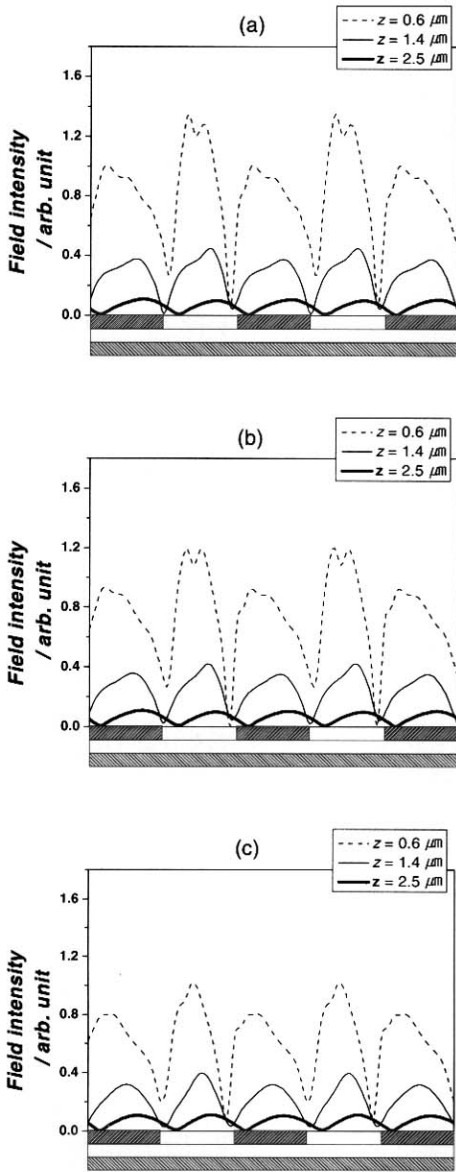 (a)
z = 0.6 μm
z = 1.4 μm
z = 2.5 μm
Field intensity
/ arb. unit
1.8
1.2
0.8
0.4
0.0
(b)
z = 0.6 μm
z = 1.4 μm
z = 2.5 μm
Field intensity
/ arb. unit
1.6
1.2
0.8
0.4
0.0
(c)
z = 0.6 μm
z = 1.4 μm
z = 2.5 μm
Field intensity
/ arb. unit
1.6
1.2
0.8
0.4
0.0